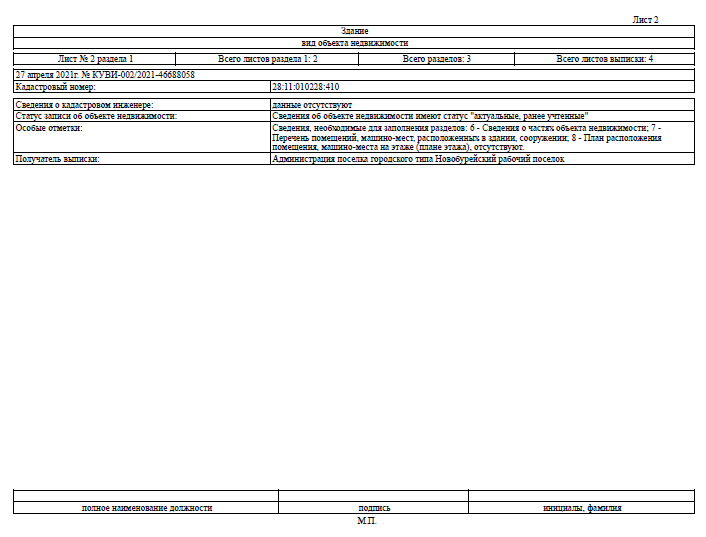 Лист 2
Здание
вид объекта недвижимости
Лист № 2 раздела 1 Всего листов раздела 1: 2 Всего разделов: 3 Всего листов выписки: 4
27 апреля 2021г. № КУВИ-002/2021-46688058
Кадастровый номер: 28:11:010228:410
Сведения о кадастровом инженере: данные отсутствуют
Статус записи об объекте недвижимости: Сведения об объекте недвижимости имеют статус "актуальные, ранее учтенные"
Особые отметки: Сведения, необходимые для заполнения разделов: 6 - Сведения о частях объекта недвижимости; 7 -
Перечень помещений, машино-мест, расположенных в здании, сооружении; 8 - План расположения
помещения, машино-места на этаже (плане этажа), отсутствуют.
Получатель выписки: Администрация поселка городского типа Новобурейский рабочий поселок
полное наименование должности подпись инициалы, фамилия
М.П.